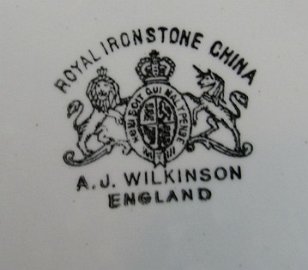 ROYAL IRONSTONE CHINA
HONI SOIT QUI MAL Y PENSE
A.J. WILKINSON
ENGLAND